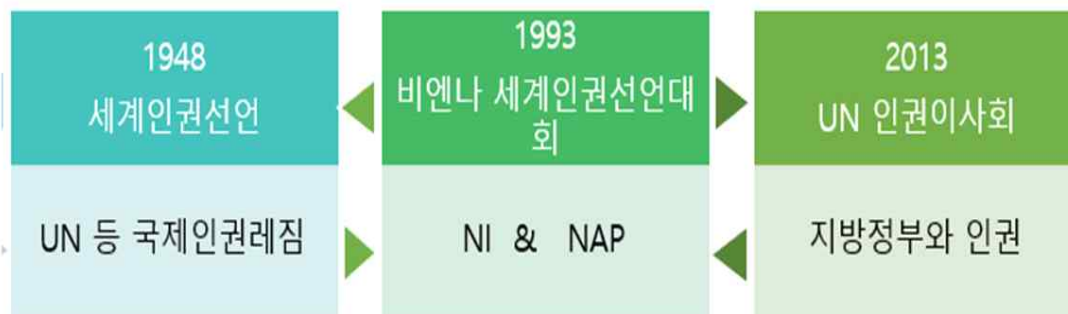 1948
세계인권선언
UN 등 국제인권레짐
1993
비엔나 세계인권선언대
회
NI & NAP
2013
UN 인권이사회
지방정부와 인권